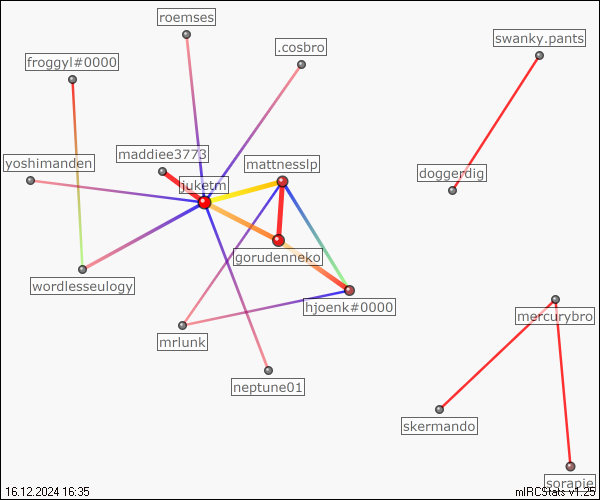 roemses
swanky.pants
.cosbro
froggyl#0000
maddiee3773
yoshimanden
mattnesslp
doggerdig
juketm
gorudenneko
wordlesseulogy
hjoenk#0000
mercurybro
mrlunk
neptune01
skermando
sorapie
16.12.2024 16:35
mIRCStats v1.25